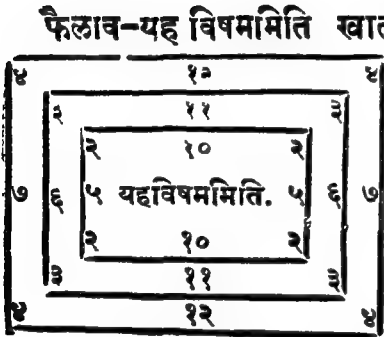 फैलाव-यह विषममिति खात
४ १२ ४
३ ११ ३
२ १० २
७ ६ ५ यहविषममिति. ५ ६ ७
२ १० २
३ ११ ३
४ १२ ४